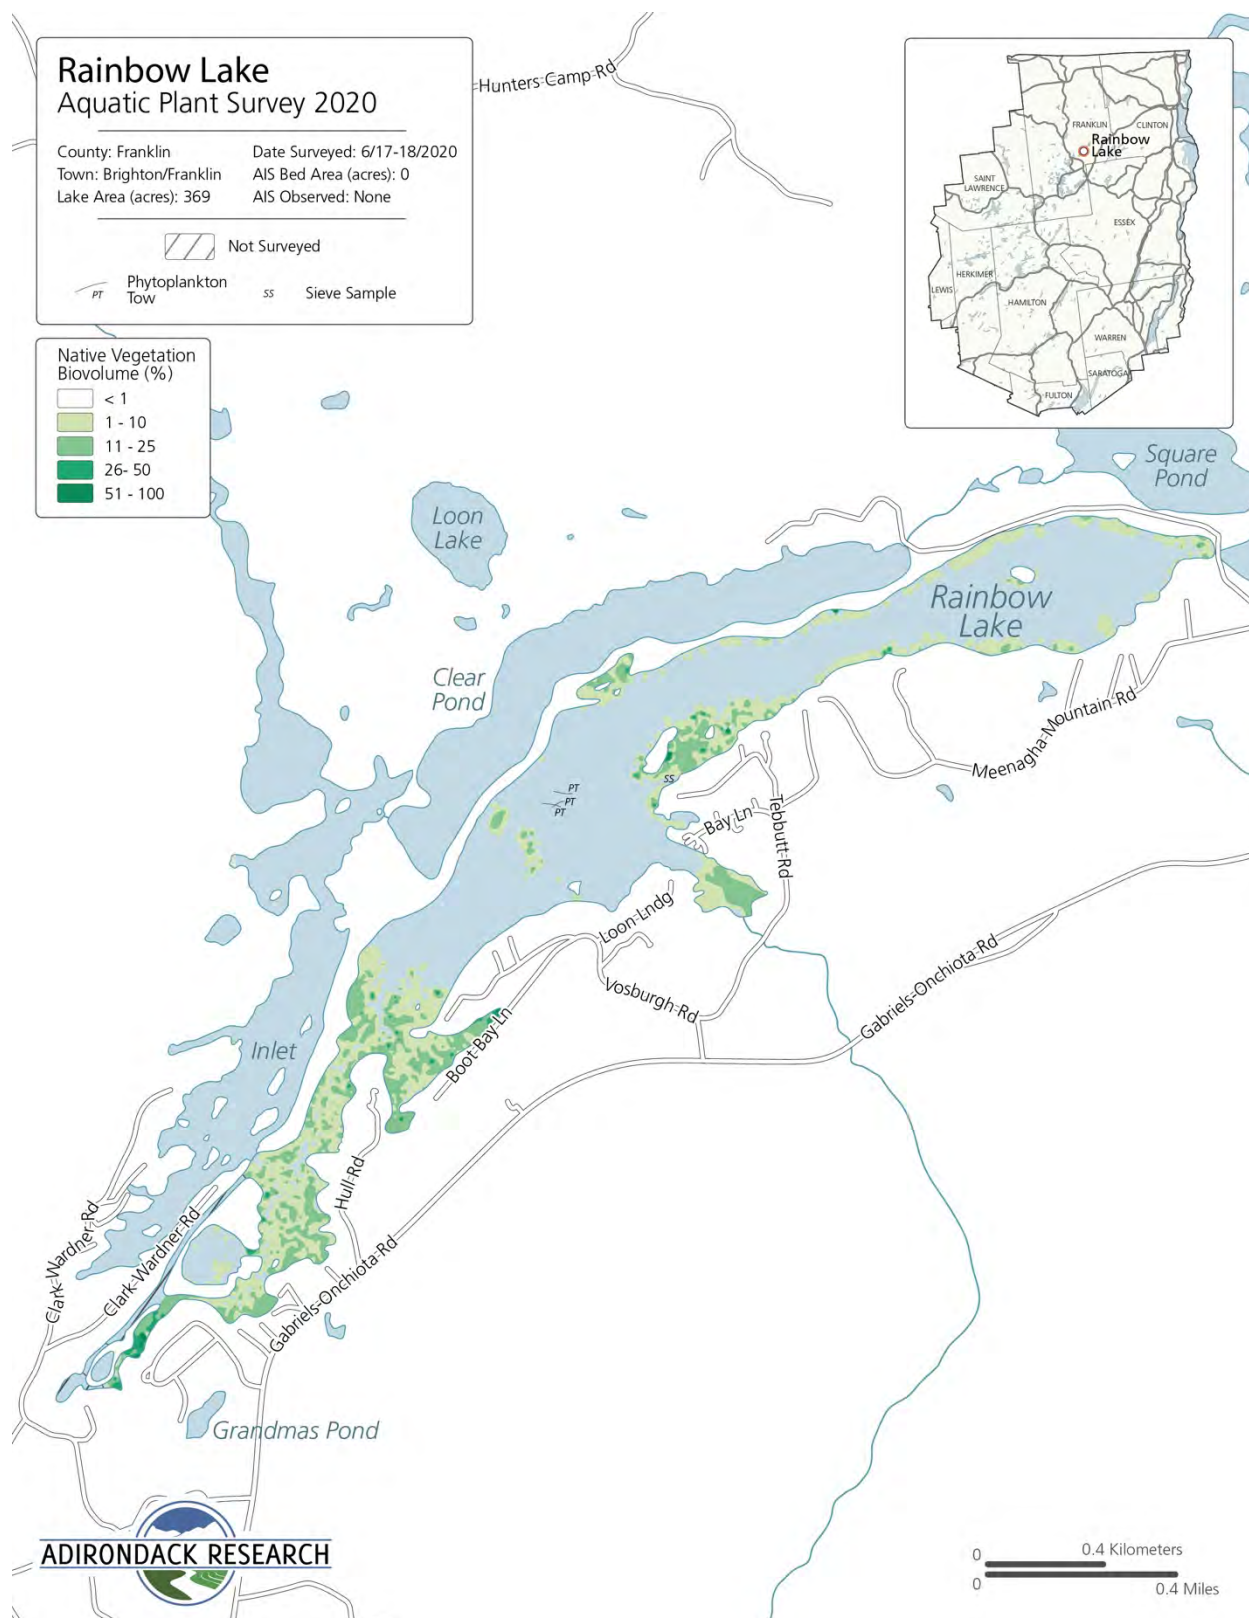 Rainbow Lake
Aquatic Plant Survey 2020
County: Franklin
Date Surveyed: 6/17-18/2020
Town: Brighton/Franklin
AIS Bed Area (acres): 0
Lake Area (acres): 369
AIS Observed: None
Not Surveyed
PT
Phytoplankton
Tow
SS
Sieve Sample
Native Vegetation
Biovolume (%)
< 1
1 - 10
11 - 25
26- 50
51 - 100
Hunters-Camp-Rd
FRANKLIN
CLINTON
Rainbow
Lake
SAINT
LAWRENCE
ESSEX
HERKIMER
LEWIS
HAMILTON
WARREN
SARATOGA
FULTON
Square
Pond
Loon
Lake
Rainbow
Lake
Clear
Pond
Meenagha-Mountain-Rd
SS
PT
PT
PT
Bay-Ln
Tebbutt-Rd
Loon-Lndg
Vosburgh-Rd
Gabriels-Onchiota-Rd
Boot-Bay-Ln
Inlet
Hull-Rd
Clark-Wardner-Rd
Clark-Wardner-Rd
Gabriels-Onchiota-Rd
Grandmas Pond
ADIRONDACK RESEARCH
0
0.4 Kilometers
0
0.4 Miles